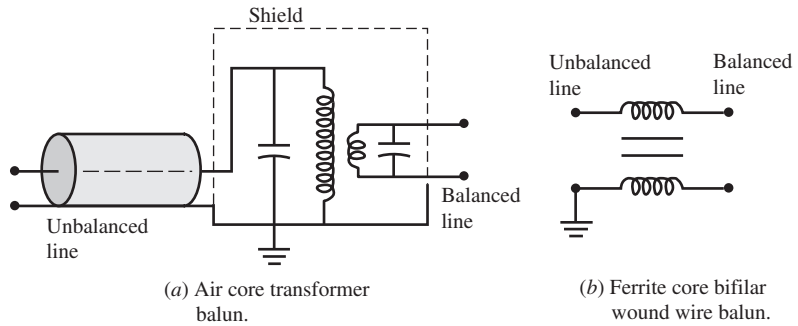 Shield
Unbalanced
line
Balanced
line
(a) Air core transformer
balun.
Unbalanced
line
Balanced
line
(b) Ferrite core bifilar
wound wire balun.